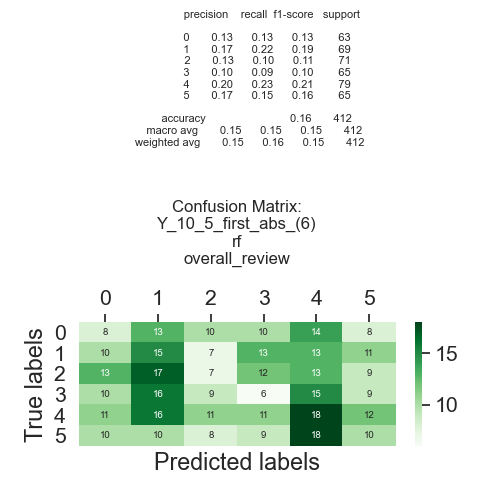 precision recall f1-score support
0 0.13 0.13 0.13 63
1 0.17 0.22 0.19 69
2 0.13 0.10 0.11 71
3 0.10 0.09 0.10 65
4 0.20 0.23 0.21 79
5 0.17 0.15 0.16 65
accuracy 0.16 412
macro avg 0.15 0.15 0.15 412
weighted avg 0.15 0.16 0.15 412
Confusion Matrix:
Y_10_5_first_abs_(6)
rf
overall_review
0 1 2 3 4 5
0 8 13 10 10 14 8
1 10 15 7 13 13 11
2 13 17 7 12 13 9
3 10 16 9 6 15 9
4 11 16 11 11 18 12
5 10 10 8 9 18 10
True labels
Predicted labels
15
10